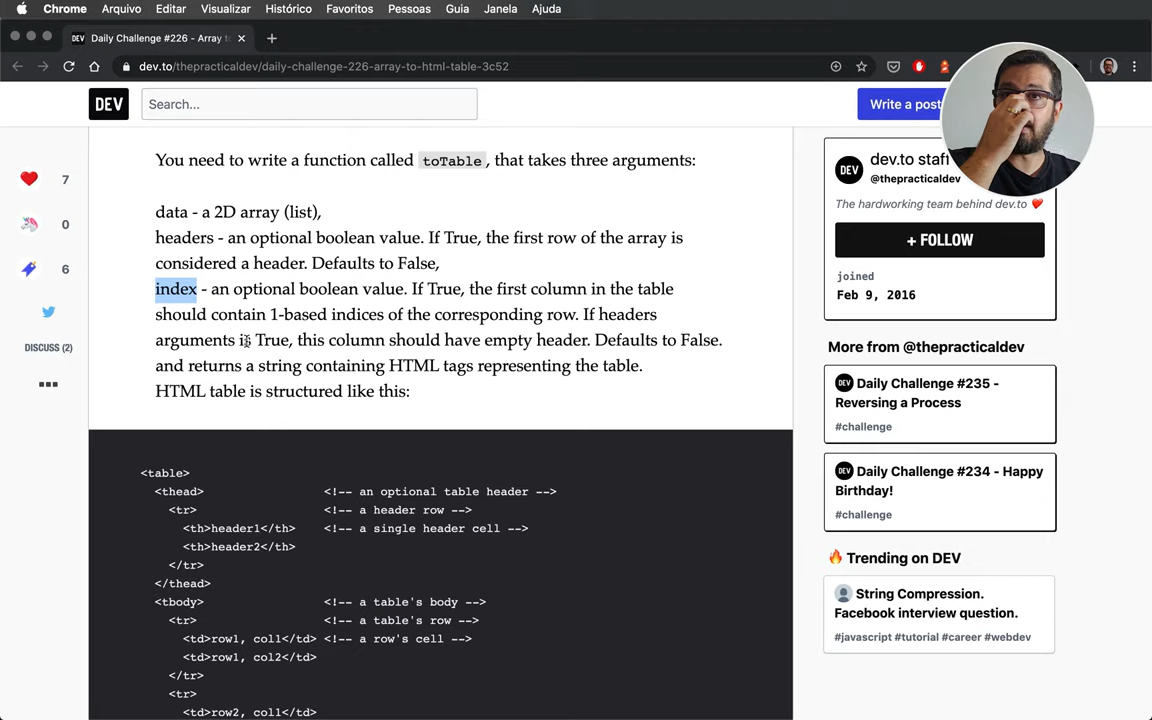 Chrome Arquivo Editar Visualizar Histórico Favoritos Pessoas Guia Janela Ajuda
DEV Daily Challenge #226 - Array to
dev.to/thepracticaldev/daily-challenge-226-array-to-html-table-3c52
DEV
Search...
Write a post
You need to write a function called toTable, that takes three arguments:
data - a 2D array (list),
headers - an optional boolean value. If True, the first row of the array is
considered a header. Defaults to False,
index - an optional boolean value. If True, the first column in the table
should contain 1-based indices of the corresponding row. If headers
arguments is True, this column should have empty header. Defaults to False.
and returns a string containing HTML tags representing the table.
HTML table is structured like this:
<table>
<thead> <!-- an optional table header -->
<tr> <!-- a header row -->
<th>header1</th> <!-- a single header cell -->
<th>header2</th>
</tr>
</thead>
<tbody> <!-- a table's body -->
<tr> <!-- a table's row -->
<td>row1, col1</td> <!-- a row's cell -->
<td>row1, col2</td>
</tr>
<tr>
<td>row2, col1</td>
7
0
6
DISCUSS (2)
DEV
dev.to staff
@thepracticaldev
The hardworking team behind dev.to ❤️
+ FOLLOW
joined
Feb 9, 2016
More from @thepracticaldev
DEV Daily Challenge #235 -
Reversing a Process
#challenge
DEV Daily Challenge #234 - Happy
Birthday!
#challenge
🔥 Trending on DEV
String Compression.
Facebook interview question.
#javascript #tutorial #career #webdev